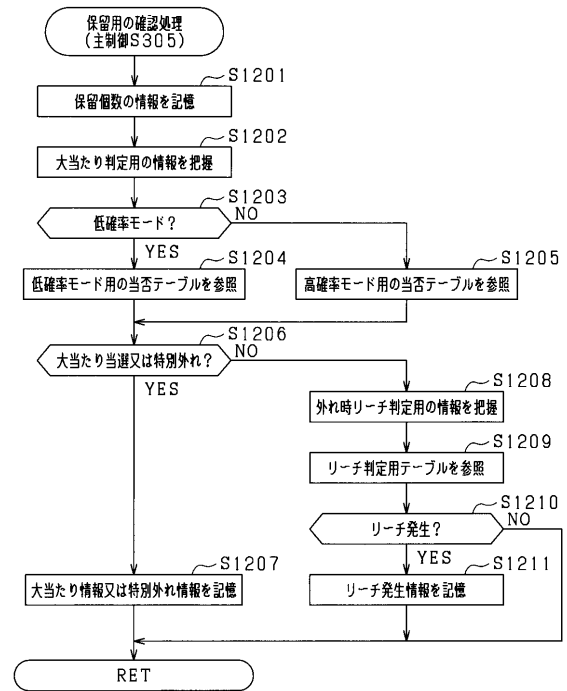 保留用の確認処理
(主制御S305)
S1201
保留個数の情報を記憶
S1202
大当たり判定用の情報を把握
S1203
低確率モード?
NO
YES
S1204
低確率モード用の当否テーブルを参照
S1205
高確率モード用の当否テーブルを参照
S1206
大当たり当選又は特別外れ?
NO
YES
S1208
外れ時リーチ判定用の情報を把握
S1209
リーチ判定用テーブルを参照
S1210
リーチ発生?
NO
YES
S1207
大当たり情報又は特別外れ情報を記憶
S1211
リーチ発生情報を記憶
RET